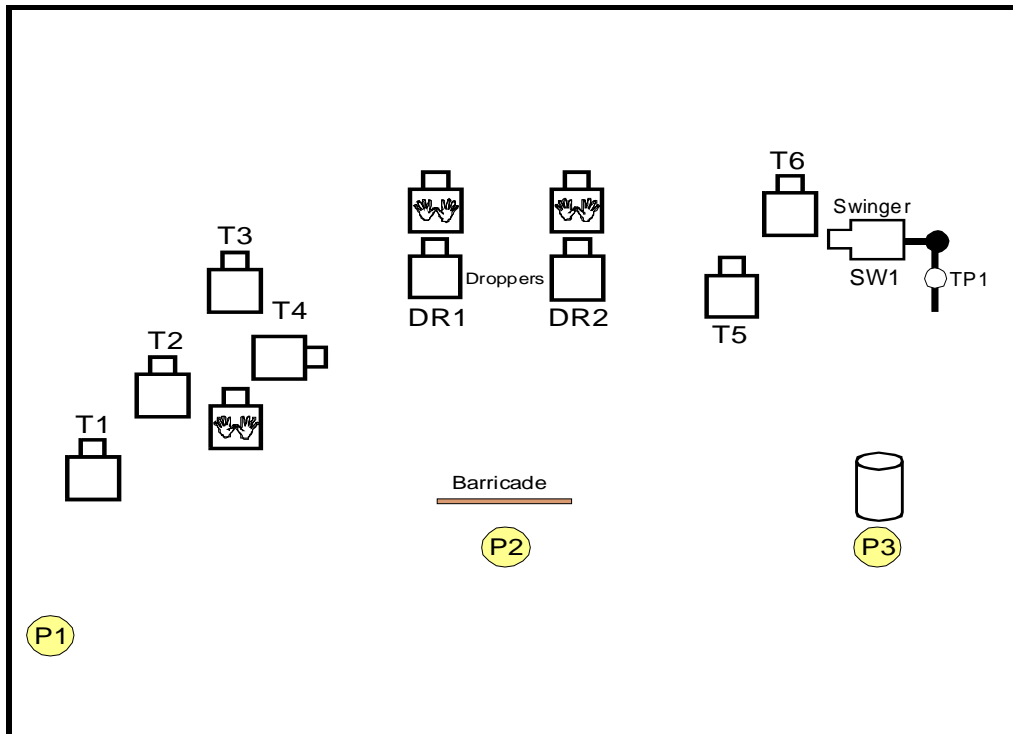 T6
Swinger
T3
SW1
TP1
Droppers
T4
DR1
DR2
T5
T2
T1
Barricade
P2
P3
P1